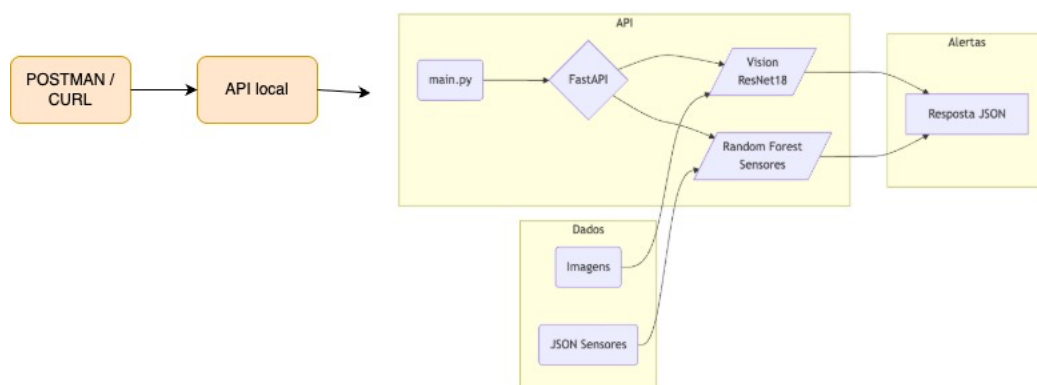 POSTMAN /
CURL
API local
API
main.py
FastAPI
Vision
ResNet18
Random Forest
Sensores
Alertas
Resposta JSON
Dados
Imagens
JSON Sensores